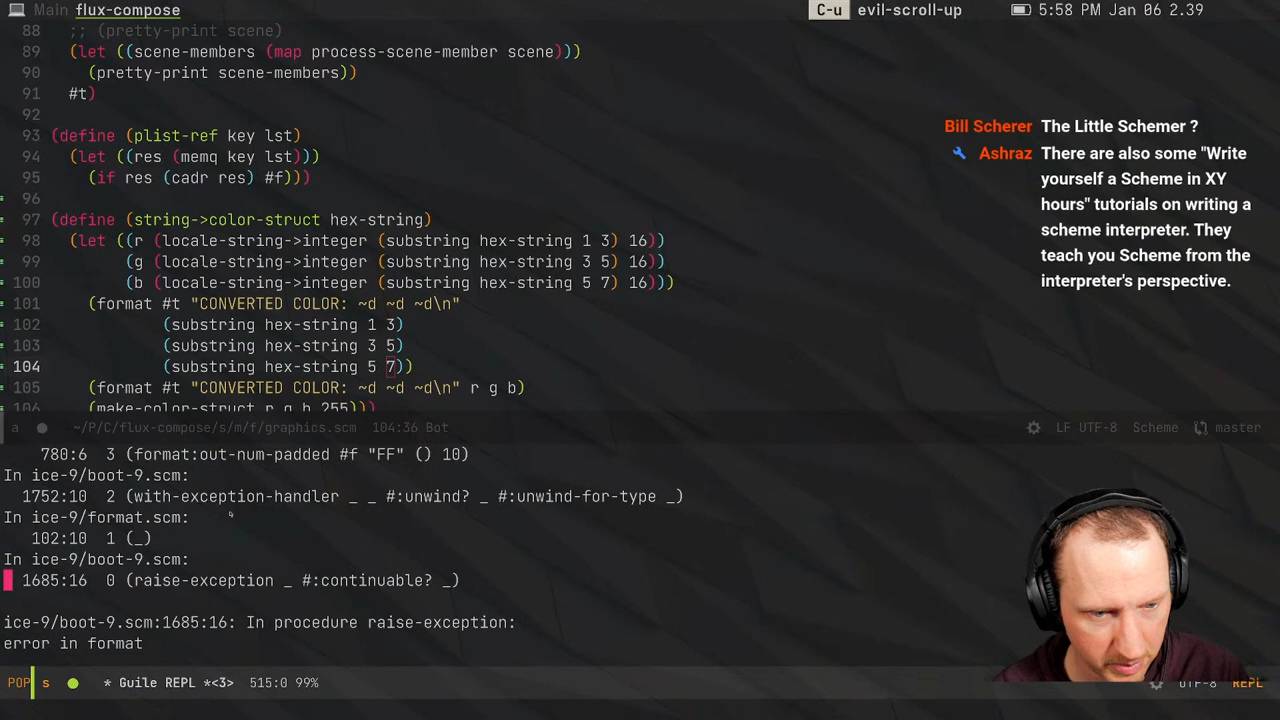 Main flux-compose
C-u evil-scroll-up 5:58 PM Jan 06 2.39
88 ;; (pretty-print scene)
89 (let ((scene-members (map process-scene-member scene)))
90 (pretty-print scene-members))
91 #t)
92
93 (define (plist-ref key lst)
94 (let ((res (memq key lst)))
95 (if res (cadr res) #f)))
96
97 (define (string->color-struct hex-string)
98 (let ((r (locale-string->integer (substring hex-string 1 3) 16))
99 (g (locale-string->integer (substring hex-string 3 5) 16))
100 (b (locale-string->integer (substring hex-string 5 7) 16)))
101 (format #t "CONVERTED COLOR: ~d ~d ~d\n"
102 (substring hex-string 1 3)
103 (substring hex-string 3 5)
104 (substring hex-string 5 7))
105 (format #t "CONVERTED COLOR: ~d ~d ~d\n" r g b)
106 (make-color-struct r g b 255)))
Bill Scherer The Little Schemer ?
Ashraz There are also some "Write
yourself a Scheme in XY
hours" tutorials on writing a
scheme interpreter. They
teach you Scheme from the
interpreter's perspective.
a ~/P/C/flux-compose/s/m/f/graphics.scm 104:36 Bot LF UTF-8 Scheme master
780:6 3 (format:out-num-padded #f "FF" () 10)
In ice-9/boot-9.scm:
1752:10 2 (with-exception-handler _ _ #:unwind? _ #:unwind-for-type _)
In ice-9/format.scm:
102:10 1 (_)
In ice-9/boot-9.scm:
1685:16 0 (raise-exception _ #:continuable? _)
ice-9/boot-9.scm:1685:16: In procedure raise-exception:
error in format
POP s * Guile REPL *<3> 515:0 99% UTF-8 REPL